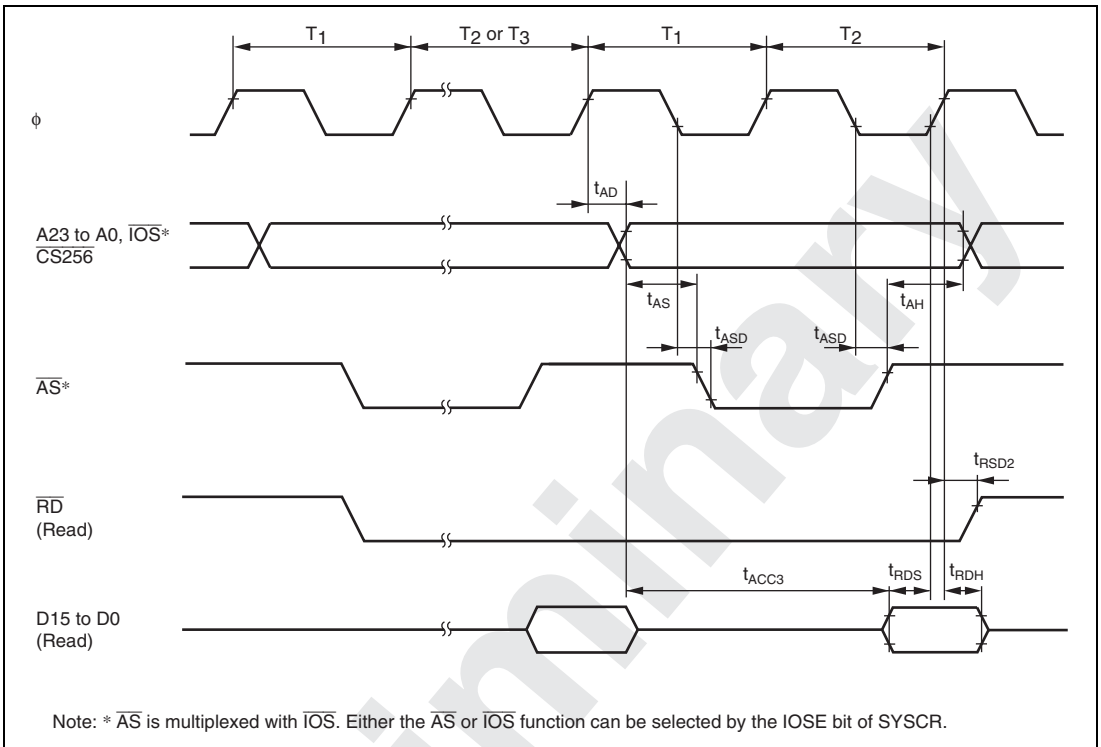 T1 T2 or T3 T1 T2
ϕ
tAD
A23 to A0, IOS*
CS256
tAS tAH
tASD tASD
AS*
tRSD2
RD
(Read)
tACC3 tRDS tRDH
D15 to D0
(Read)
Note: * AS is multiplexed with IOS. Either the AS or IOS function can be selected by the IOSE bit of SYSCR.